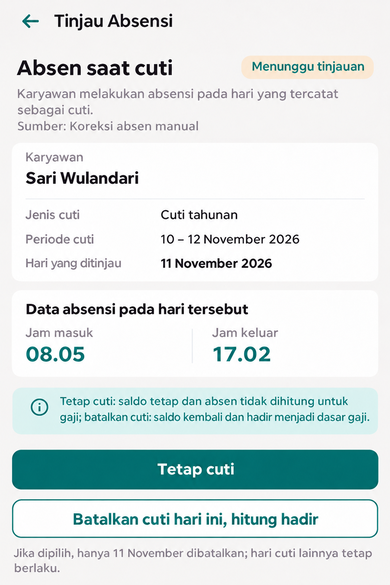 Tinjau Absensi
Absen saat cuti
Menunggu tinjauan
Karyawan melakukan absensi pada hari yang tercatat
sebagai cuti.
Sumber: Koreksi absen manual
Karyawan
Sari Wulandari
Jenis cuti Cuti tahunan
Periode cuti 10 – 12 November 2026
Hari yang ditinjau 11 November 2026
Data absensi pada hari tersebut
Jam masuk Jam keluar
08.05 17.02
Tetap cuti: saldo tetap dan absen tidak dihitung untuk
gaji; batalkan cuti: saldo kembali dan hadir menjadi dasar gaji.
Tetap cuti
Batalkan cuti hari ini, hitung hadir
Jika dipilih, hanya 11 November dibatalkan; hari cuti lainnya tetap
berlaku.